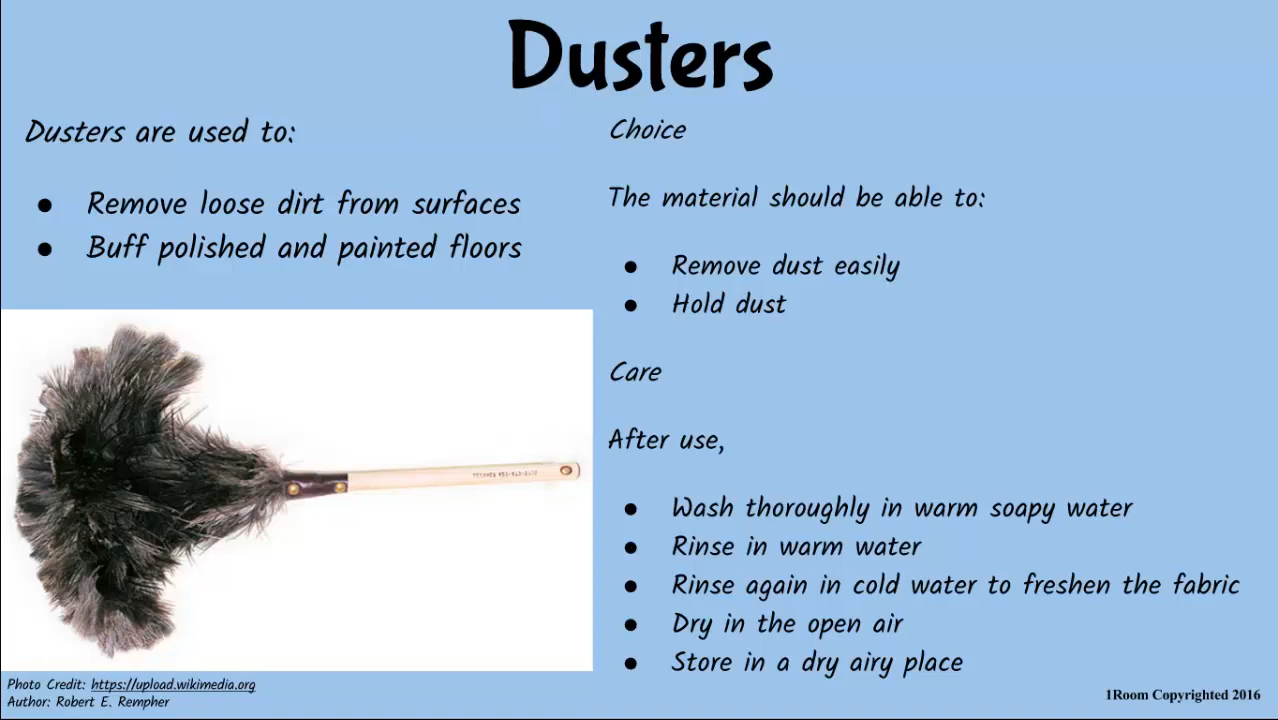 Dusters
Dusters are used to:
● Remove loose dirt from surfaces
● Buff polished and painted floors
Choice
The material should be able to:
● Remove dust easily
● Hold dust
Care
After use,
● Wash thoroughly in warm soapy water
● Rinse in warm water
● Rinse again in cold water to freshen the fabric
● Dry in the open air
● Store in a dry airy place
Photo Credit: https://upload.wikimedia.org
Author: Robert E. Rempher
1Room Copyrighted 2016